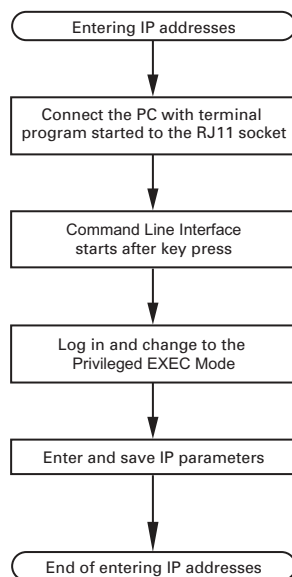 Entering IP addresses
Connect the PC with terminal
program started to the RJ11 socket
Command Line Interface
starts after key press
Log in and change to the
Privileged EXEC Mode
Enter and save IP parameters
End of entering IP addresses